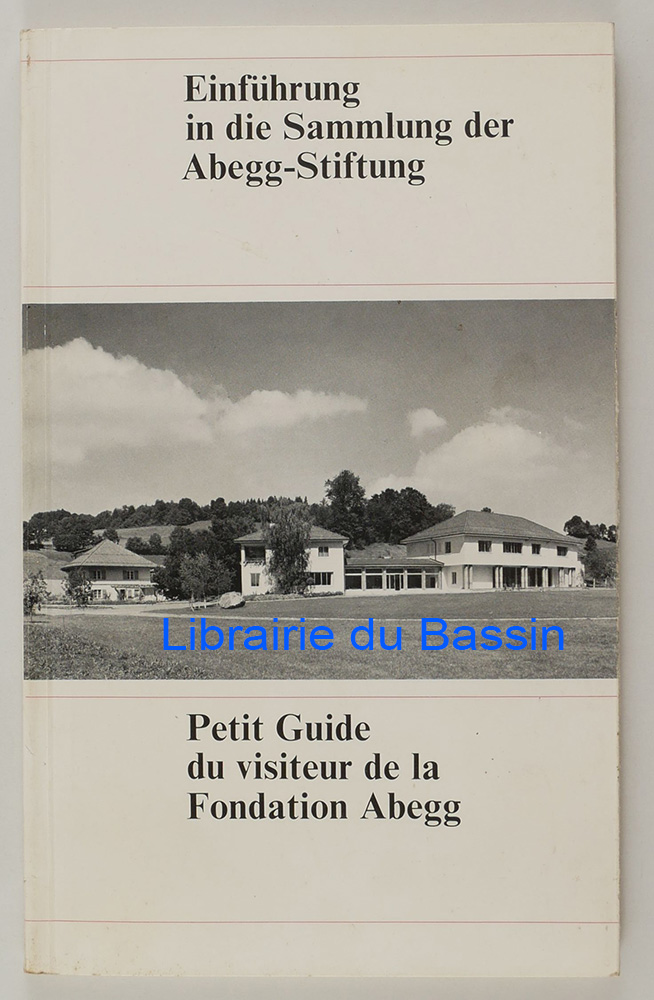 Einführung
in die Sammlung der
Abegg-Stiftung
Librairie du Bassin
Petit Guide
du visiteur de la
Fondation Abegg